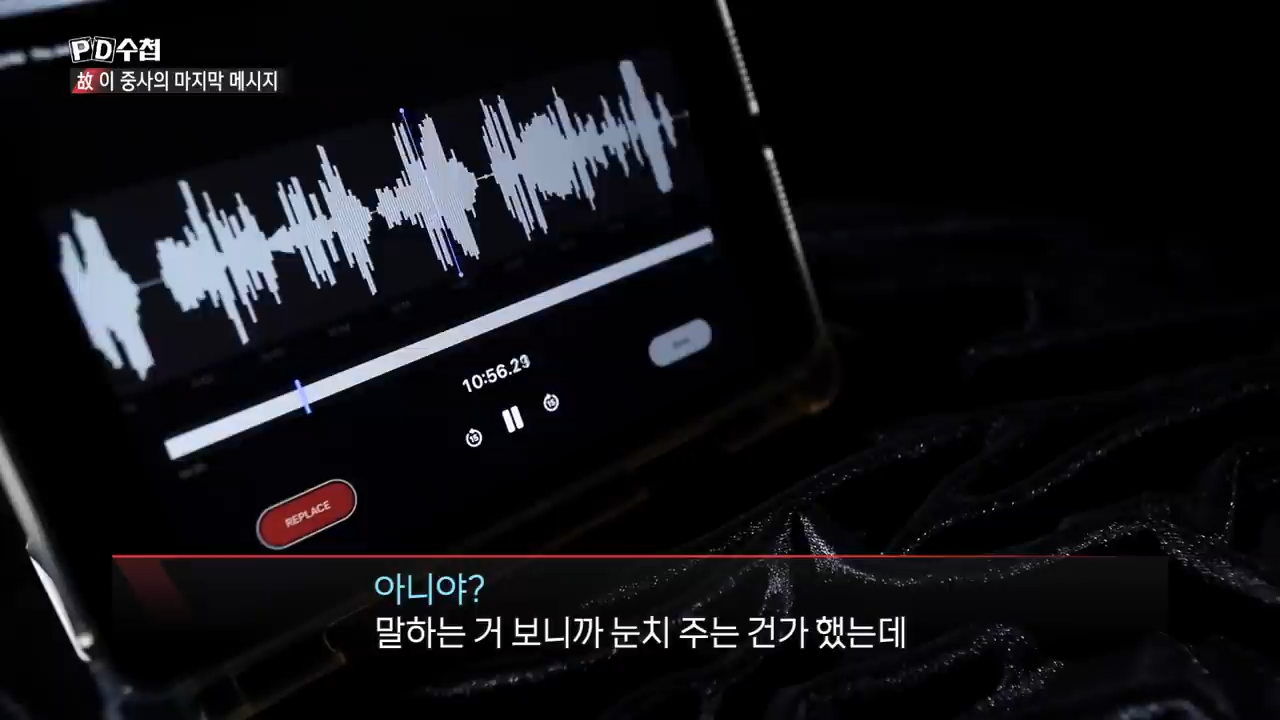 PD수첩
故 이 중사의 마지막 메시지
10:56.23
15
15
REPLACE
아니야?
말하는 거 보니까 눈치 주는 건가 했는데